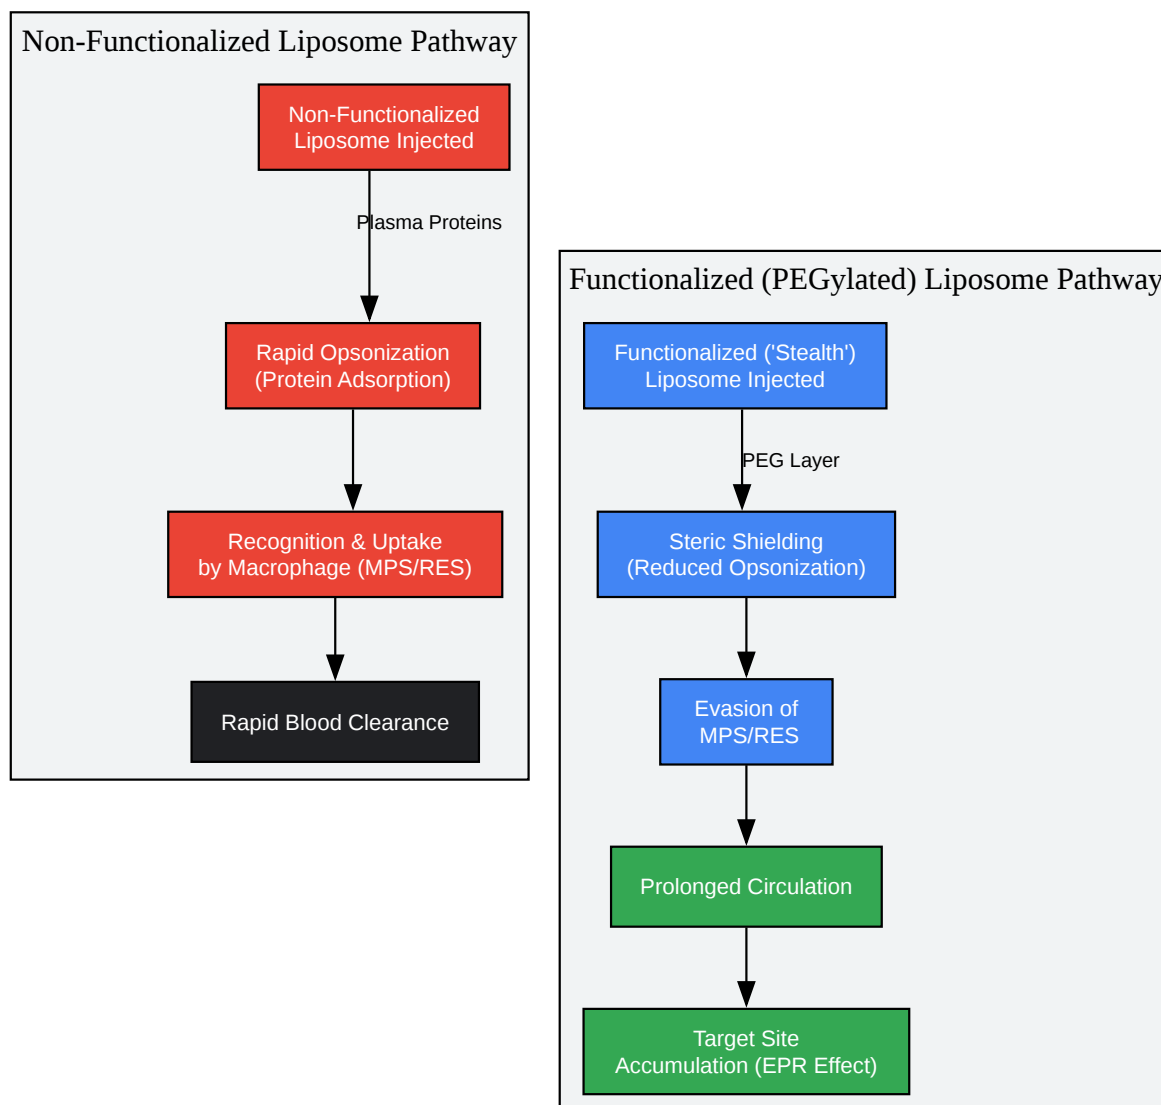 Non-Functionalized Liposome Pathway
Non-Functionalized
Liposome Injected
Plasma Proteins
Rapid Opsonization
(Protein Adsorption)
Recognition & Uptake
by Macrophage (MPS/RES)
Rapid Blood Clearance
Functionalized (PEGylated) Liposome Pathway
Functionalized ('Stealth')
Liposome Injected
PEG Layer
Steric Shielding
(Reduced Opsonization)
Evasion of
MPS/RES
Prolonged Circulation
Target Site
Accumulation (EPR Effect)